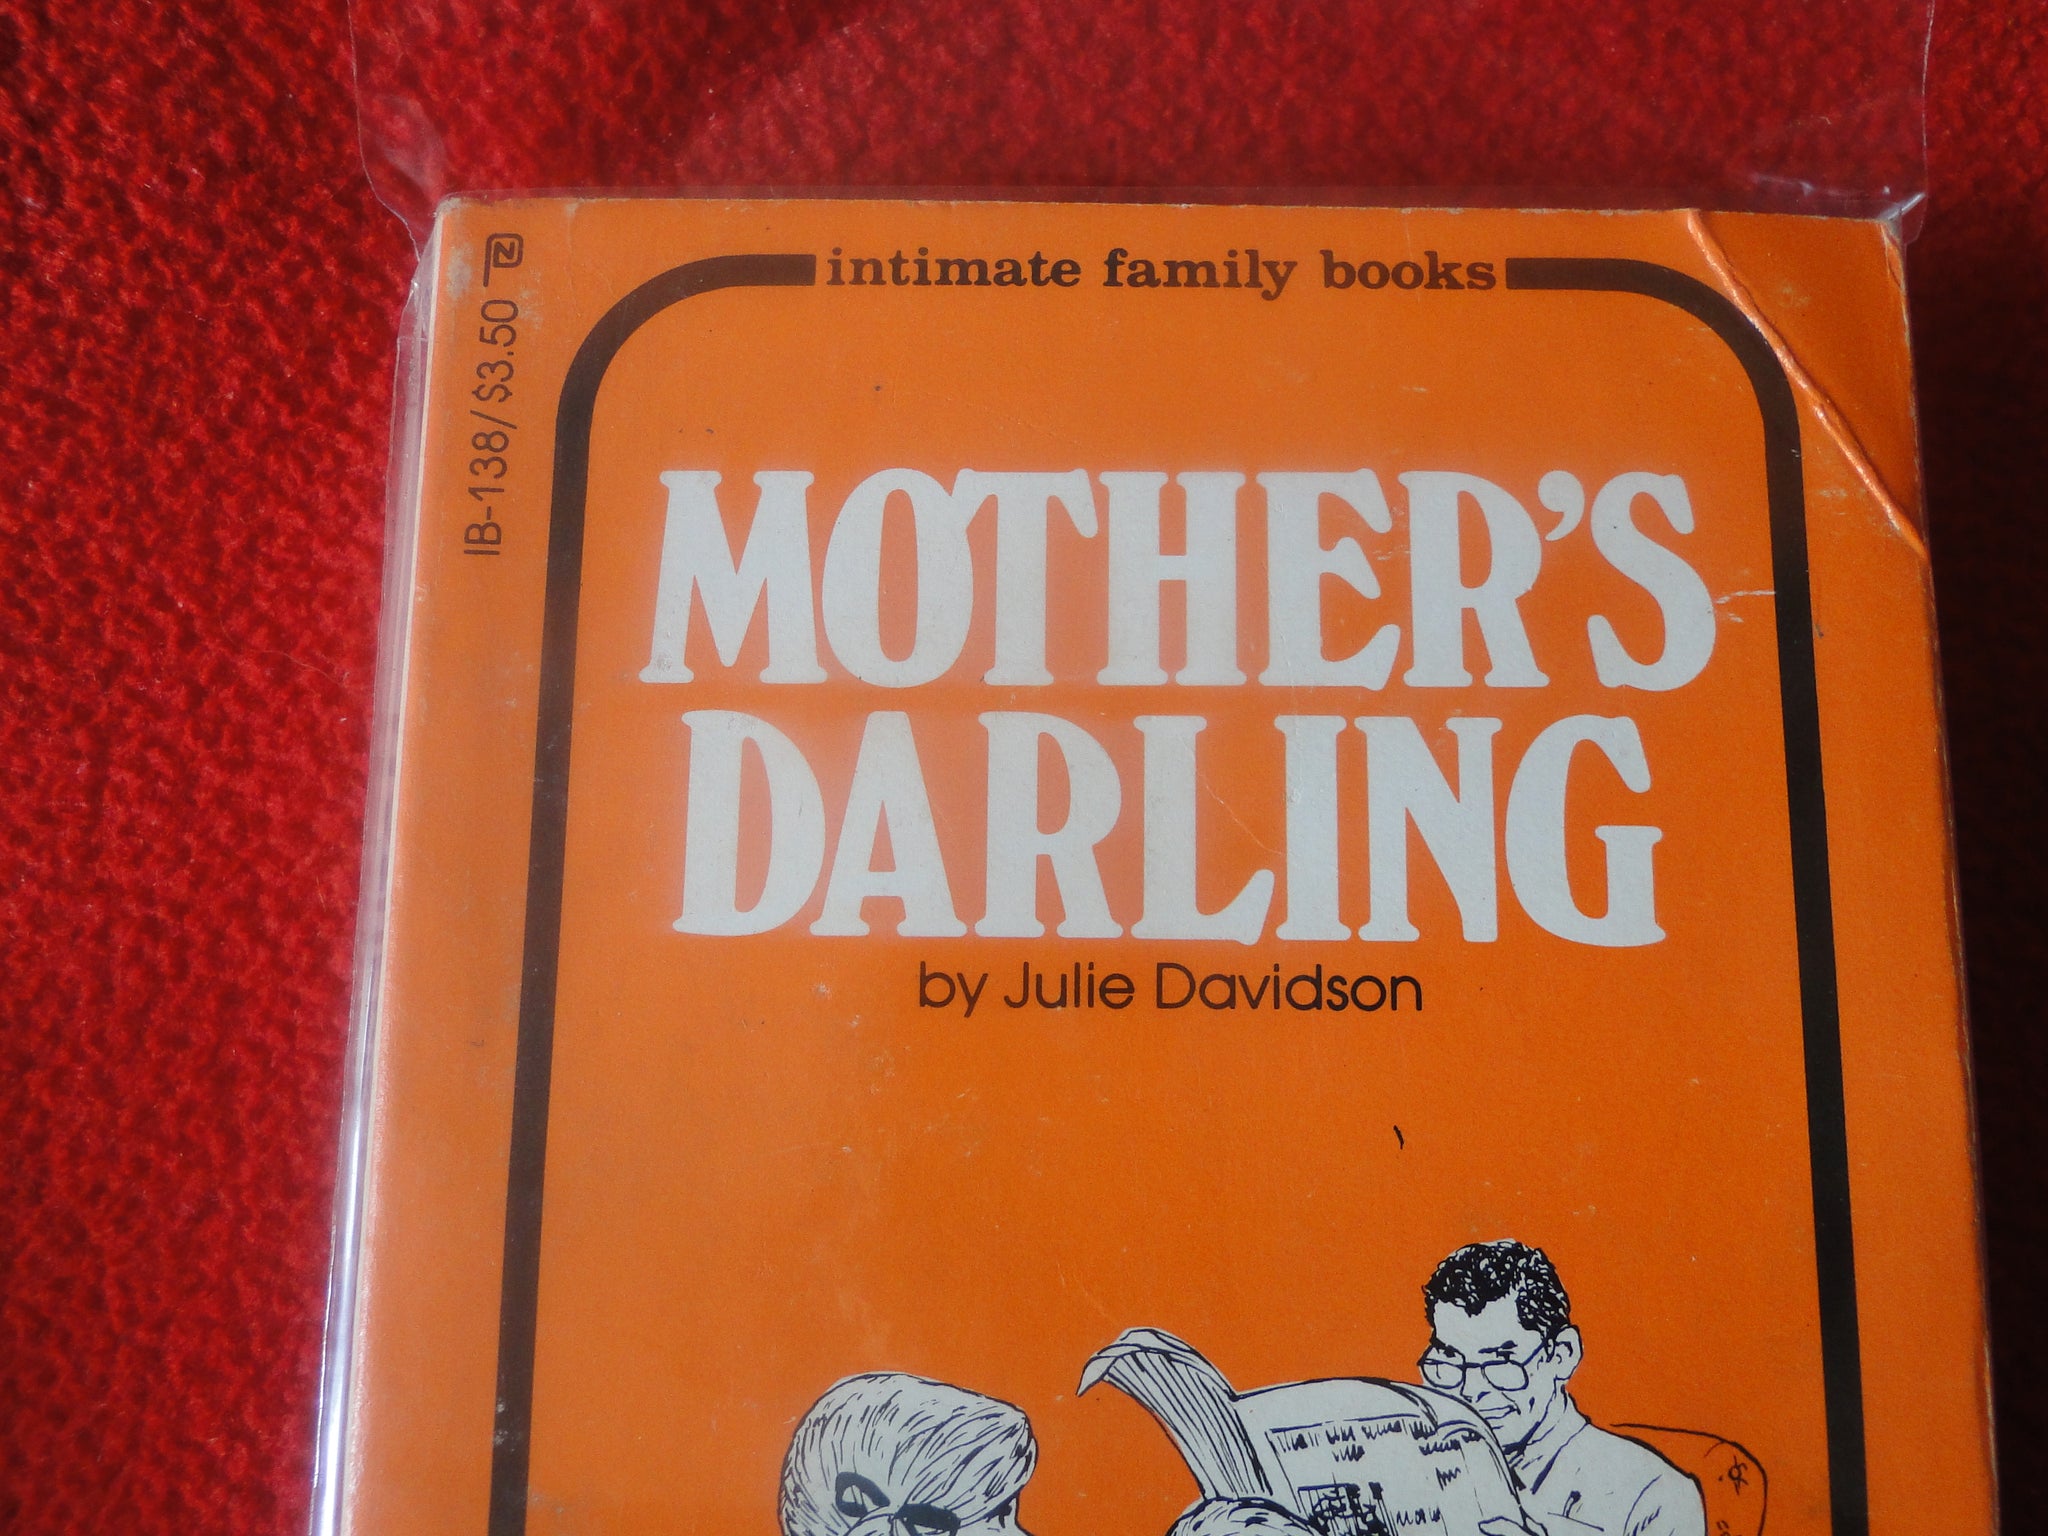 intimate family books
IB-138/$3.50
MOTHER'S
DARLING
by Julie Davidson